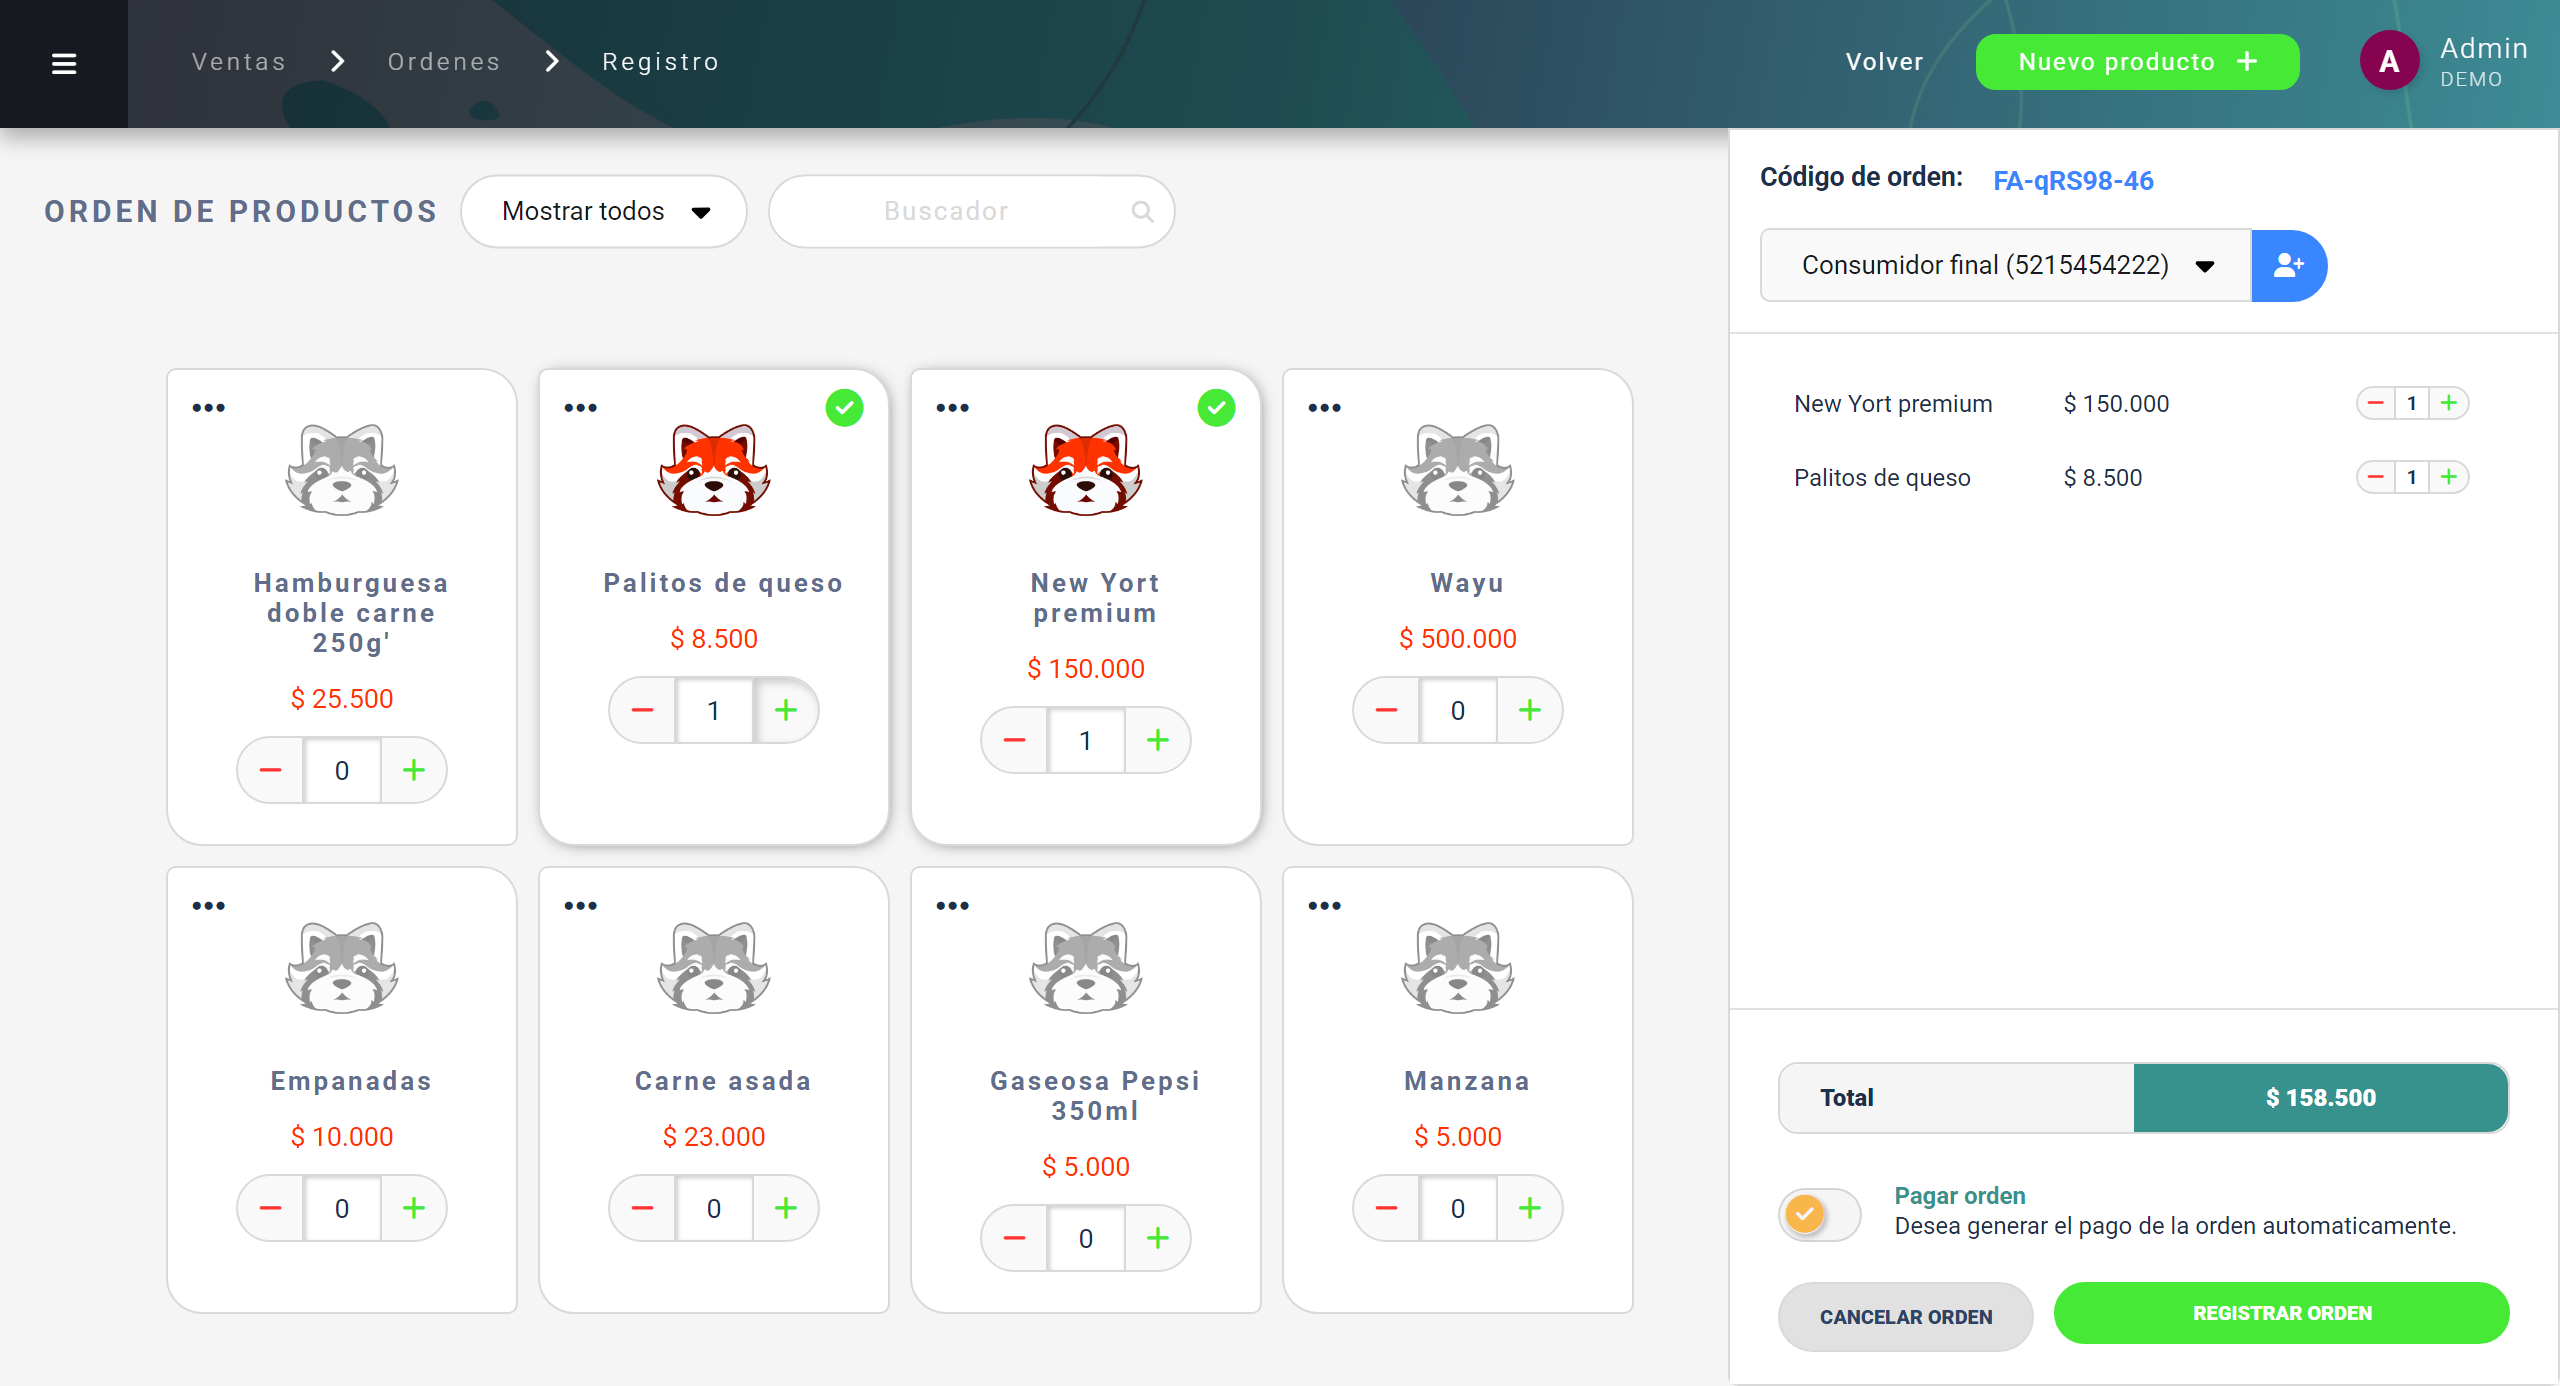 Ventas
Ordenes
Registro
Volver
Nuevo producto
A
Admin
DEMO
ORDEN DE PRODUCTOS
Mostrar todos
Buscador
Hamburguesa
doble carne
250g'
$ 25.500
0
Palitos de queso
$ 8.500
1
New Yort
premium
$ 150.000
1
Wayu
$ 500.000
0
Empanadas
$ 10.000
0
Carne asada
$ 23.000
0
Gaseosa Pepsi
350ml
$ 5.000
0
Manzana
$ 5.000
0
Código de orden: FA-qRS98-46
Consumidor final (5215454222)
New Yort premium $ 150.000 1
Palitos de queso $ 8.500 1
Total $ 158.500
Pagar orden
Desea generar el pago de la orden automaticamente.
CANCELAR ORDEN
REGISTRAR ORDEN